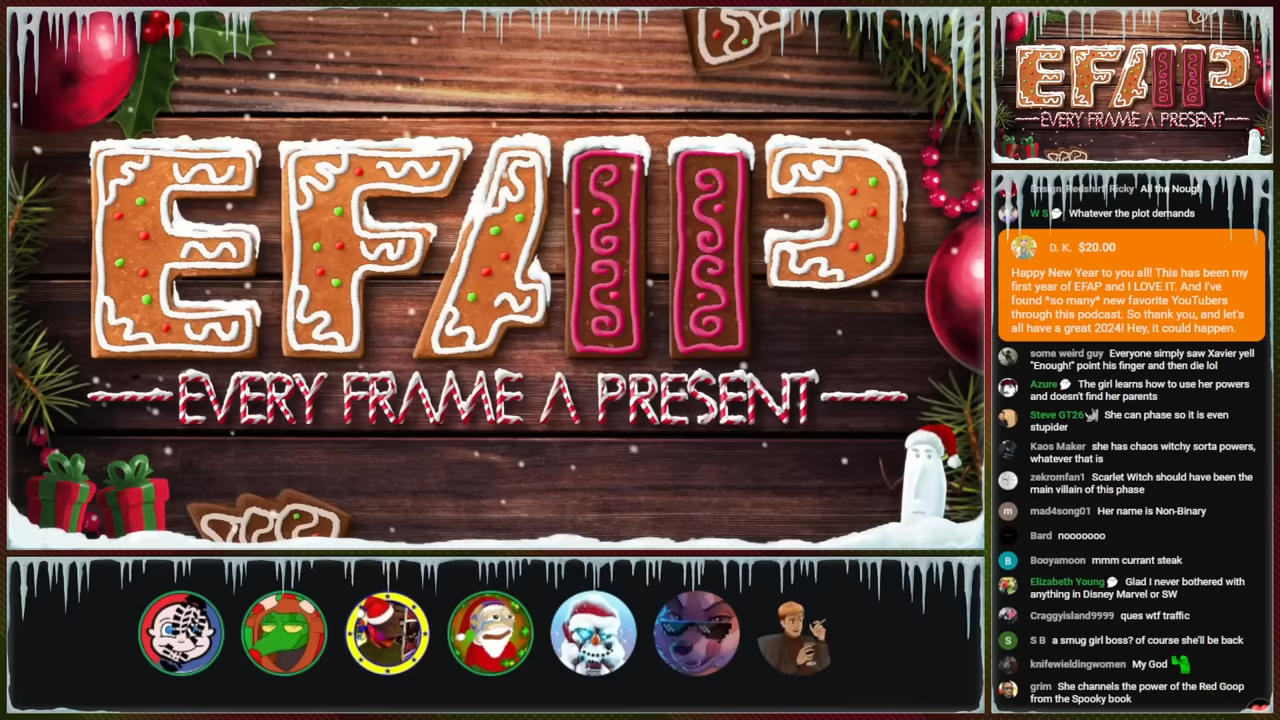 EFAP
EVERY FRAME A PRESENT
EFAP
EVERY FRAME A PRESENT
Ensign Redshirt Ricky All the Nough
W S Whatever the plot demands
D. K. $20.00
Happy New Year to you all! This has been my
first year of EFAP and I LOVE IT. And I've
found *so many* new favorite YouTubers
through this podcast. So thank you, and let's
all have a great 2024! Hey, it could happen.
some weird guy Everyone simply saw Xavier yell
"Enough!" point his finger and then die lol
Azure The girl learns how to use her powers
and doesn't find her parents
Steve GT26 She can phase so it is even
stupider
Kaos Maker she has chaos witchy sorta powers,
whatever that is
zekromfan1 Scarlet Witch should have been the
main villain of this phase
m mad4song01 Her name is Non-Binary
Bard nooooooo
B Booyamoon mmm currant steak
Elizabeth Young Glad I never bothered with
anything in Disney Marvel or SW
Craggyisland9999 ques wtf traffic
S S B a smug girl boss? of course she'll be back
knifewieldingwomen My God
grim She channels the power of the Red Goop
from the Spooky book